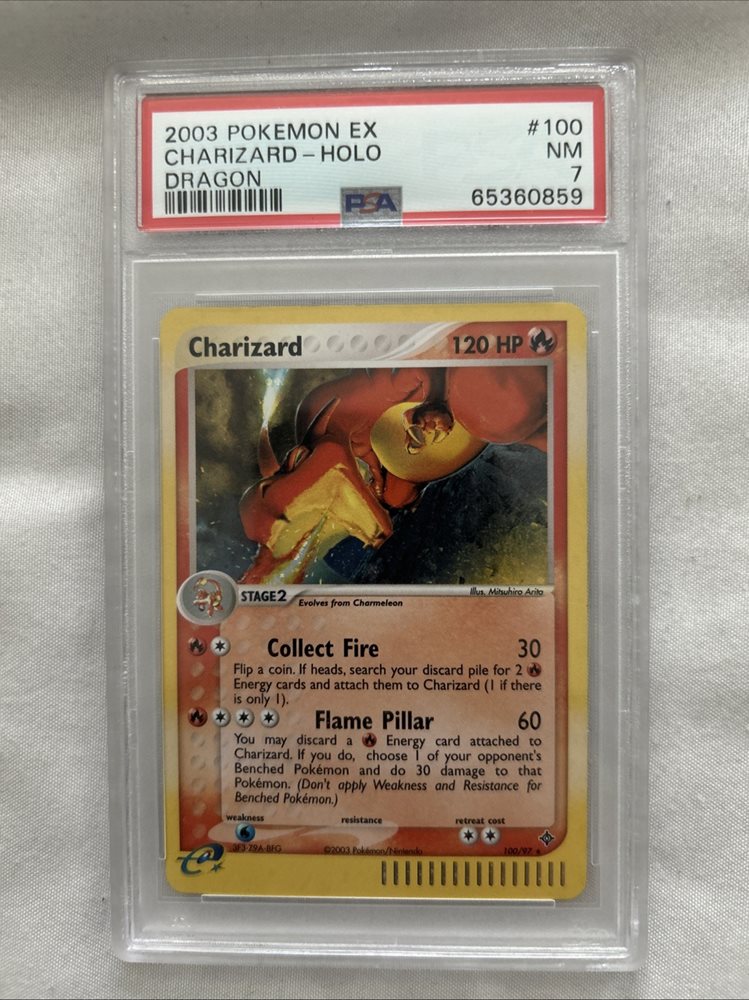 2003 POKEMON EX #100
CHARIZARD - HOLO NM
DRAGON 7
PSA 65360859
Charizard 120 HP
Illus. Mitsuhiro Arita
STAGE2
Evolves from Charmeleon
Collect Fire 30
Flip a coin. If heads, search your discard pile for 2
Energy cards and attach them to Charizard (1 if there
is only 1).
Flame Pillar 60
You may discard a Energy card attached to
Charizard. If you do, choose 1 of your opponent's
Benched Pokémon and do 30 damage to that
Pokémon. (Don't apply Weakness and Resistance for
Benched Pokémon.)
weakness resistance retreat cost
3F3-Z9A-BFG ©2003 Pokémon/Nintendo 100/97 ★
e